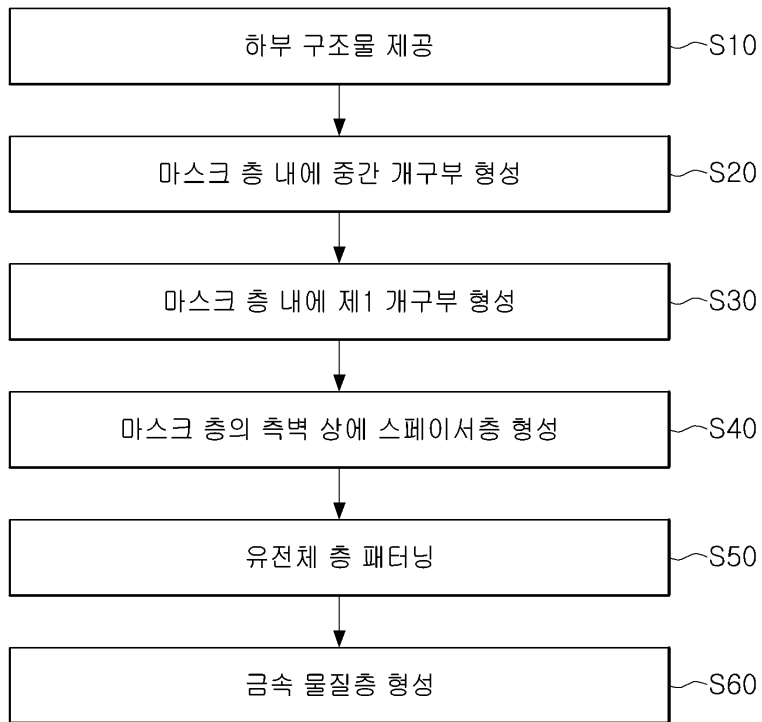 하부 구조물 제공
S10
마스크 층 내에 중간 개구부 형성
S20
마스크 층 내에 제1 개구부 형성
S30
마스크 층의 측벽 상에 스페이서층 형성
S40
유전체 층 패터닝
S50
금속 물질층 형성
S60